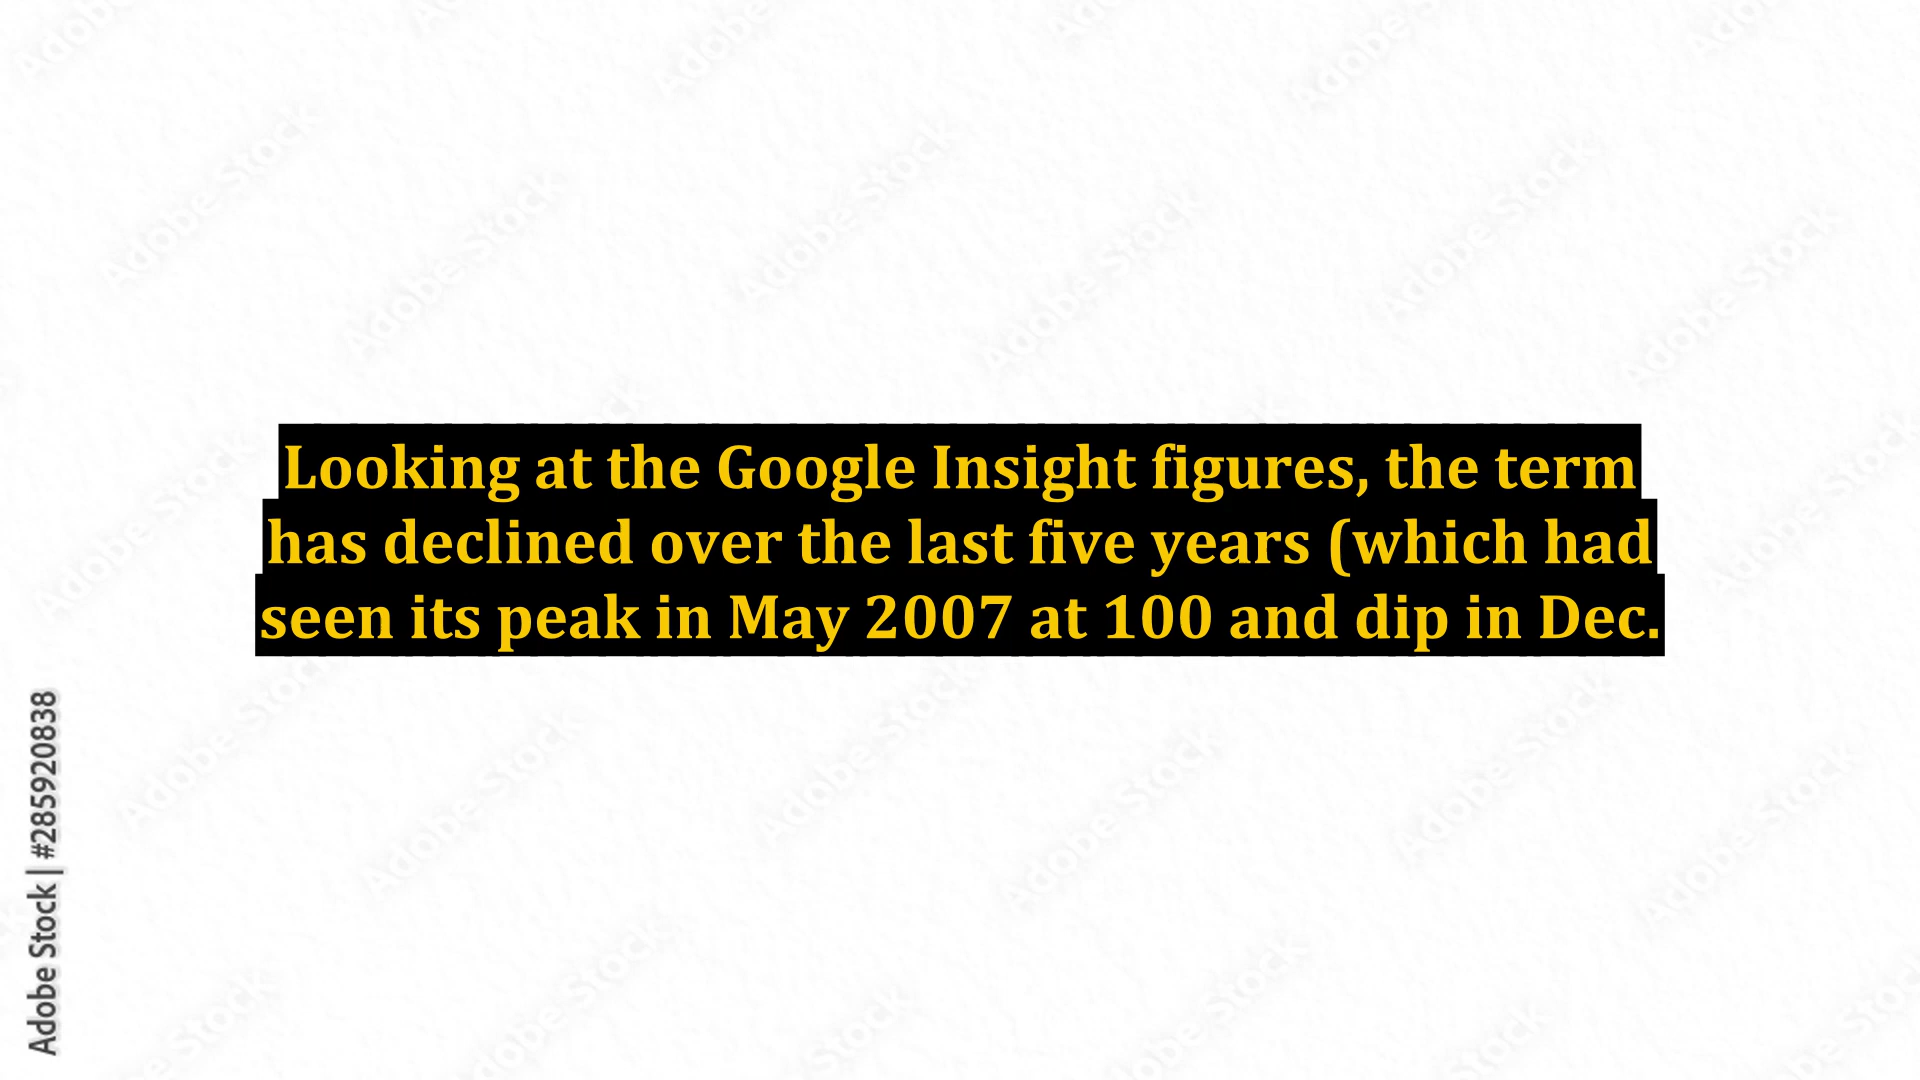 Looking at the Google Insight figures, the term
has declined over the last five years (which had
seen its peak in May 2007 at 100 and dip in Dec.
Adobe Stock | #285920838